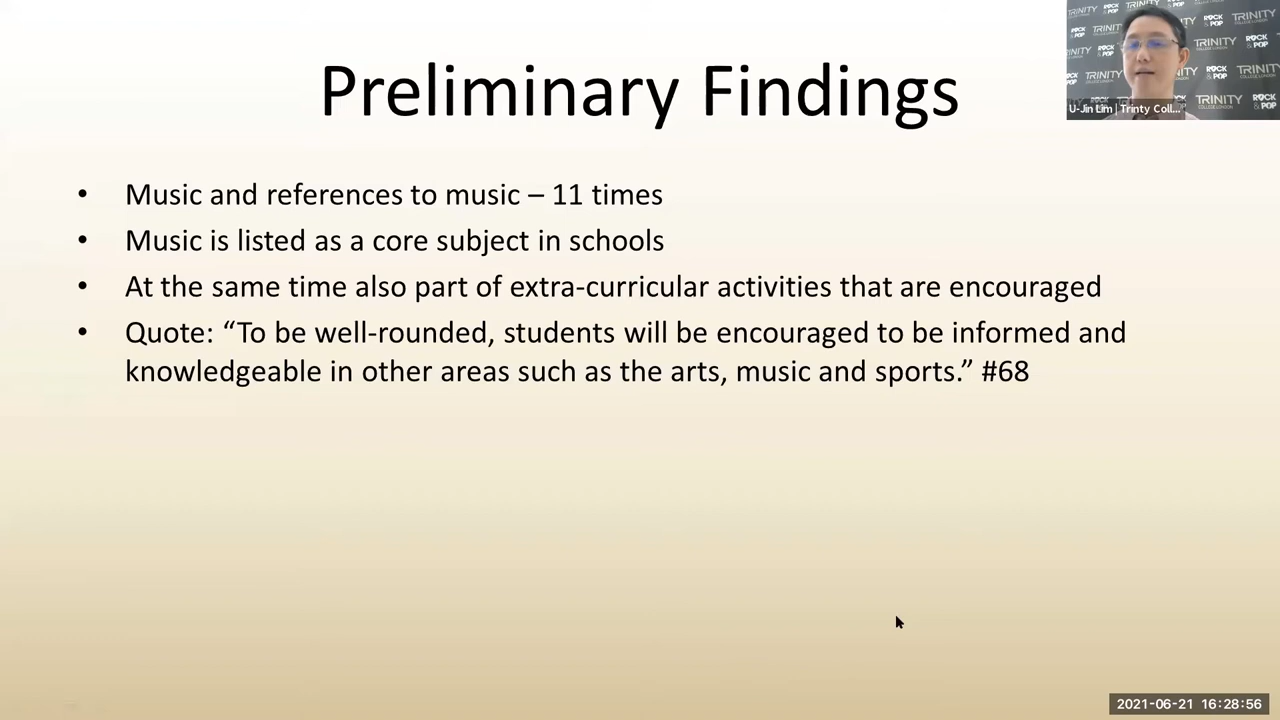 Preliminary Findings
• Music and references to music – 11 times
• Music is listed as a core subject in schools
• At the same time also part of extra-curricular activities that are encouraged
• Quote: “To be well-rounded, students will be encouraged to be informed and
knowledgeable in other areas such as the arts, music and sports.” #68
TRINITY
ROCK & POP
TRINITY
COLLEGE LONDON
U-Jin Lim | Trinty Coll...
2021-06-21 16:28:56